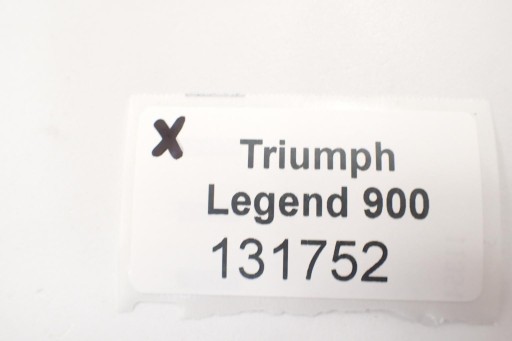 X
Triumph
Legend 900
131752